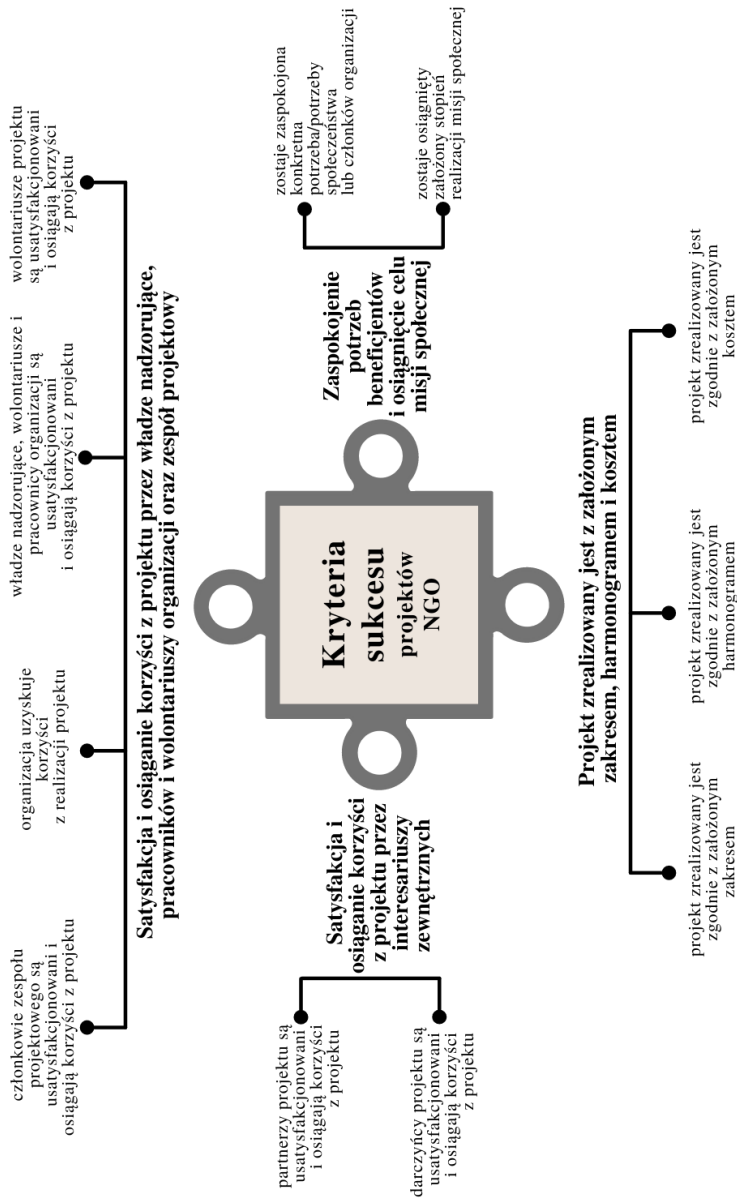 członkowie zespołu
projektowego są
usatysfakcjonowani i
osiągają korzyści z projektu
organizacja uzyskuje
korzyści
z realizacji projektu
władze nadzorujące, wolontariusze i
pracownicy organizacji są
usatysfakcjonowani
i osiągają korzyści z projektu
wolontariusze projektu
są usatysfakcjonowani
i osiągają korzyści
z projektu
Satysfakcja i osiąganie korzyści z projektu przez władze nadzorujące,
pracowników i wolontariuszy organizacji oraz zespół projektowy
partnerzy projektu są
usatysfakcjonowani
i osiągają korzyści
z projektu
darczyńcy projektu są
usatysfakcjonowani
i osiągają korzyści
z projektu
Satysfakcja i
osiąganie korzyści
z projektu przez
interesariuszy
zewnętrznych
Kryteria
sukcesu
projektów
NGO
Zaspokojenie
potrzeb
beneficjentów
i osiągnięcie celu
misji społecznej
zostaje zaspokojona
konkretna
potrzeba/potrzeby
społeczeństwa
lub członków organizacji
zostaje osiągnięty
założony stopień
realizacji misji społecznej
Projekt zrealizowany jest z założonym
zakresem, harmonogramem i kosztem
projekt zrealizowany jest
zgodnie z założonym
zakresem
projekt zrealizowany jest
zgodnie z założonym
harmonogramem
projekt zrealizowany jest
zgodnie z założonym
kosztem